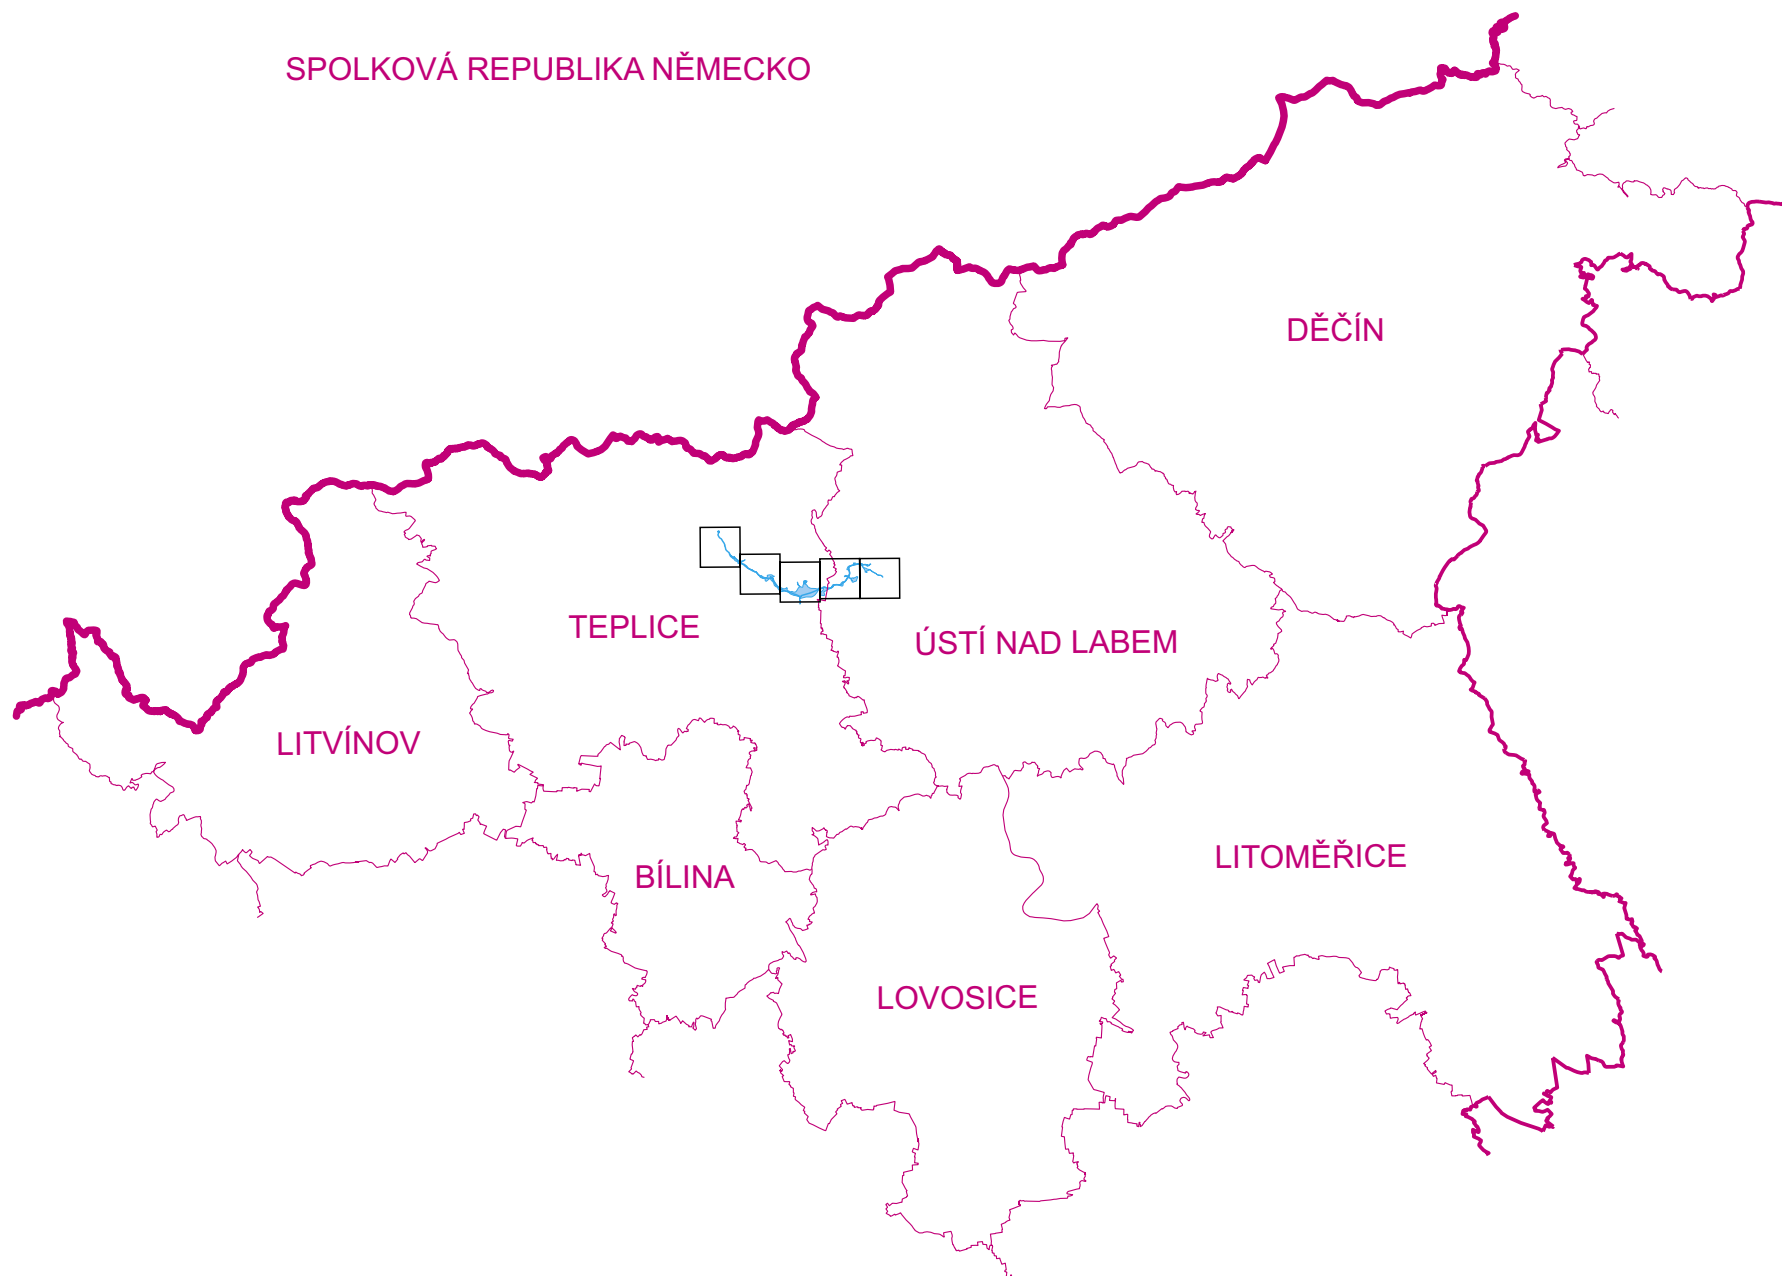 SPOLKOVÁ REPUBLIKA NĚMECKO
DĚČÍN
TEPLICE
ÚSTÍ NAD LABEM
LITVÍNOV
BÍLINA
LITOMĚŘICE
LOVOSICE